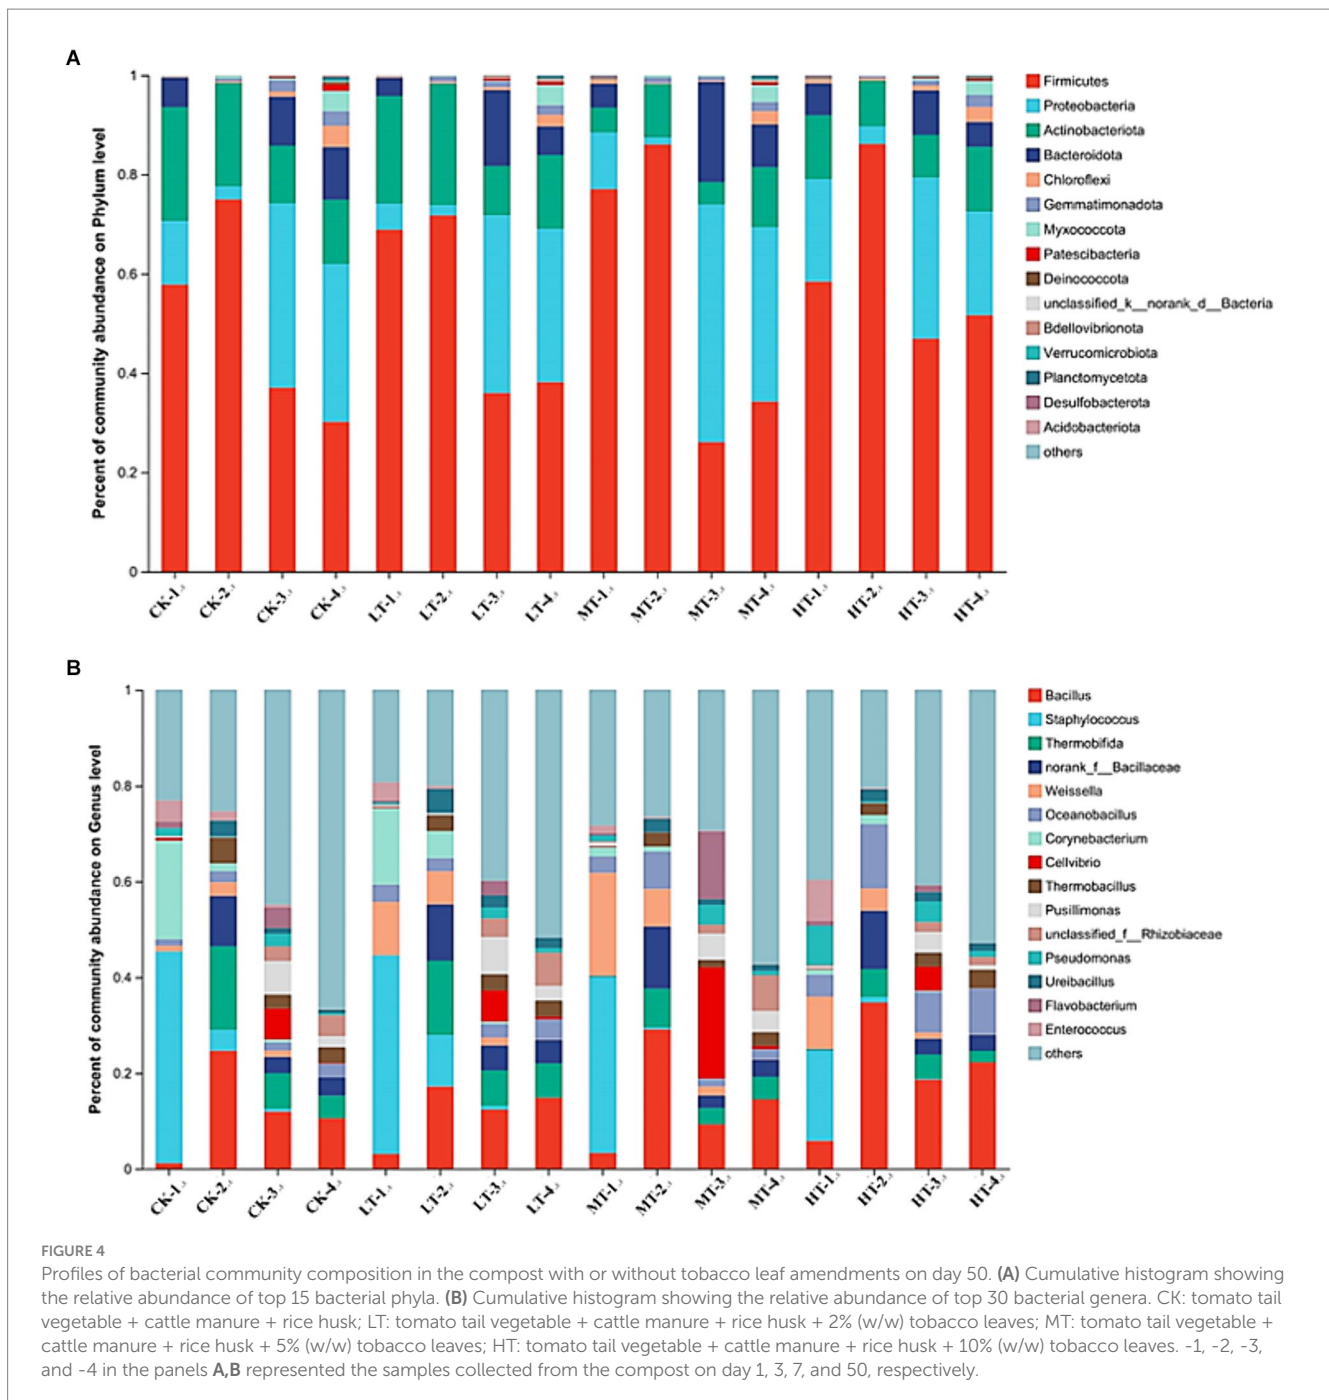 A
Percent of community abundance on Phylum level
1
0.8
0.6
0.4
0.2
0
CK-1
CK-2
CK-3
CK-4
LT-1
LT-2
LT-3
LT-4
MT-1
MT-2
MT-3
MT-4
HT-1
HT-2
HT-3
HT-4
Firmicutes
Proteobacteria
Actinobacteriota
Bacteroidota
Chloroflexi
Gemmatimonadota
Myxococcota
Patescibacteria
Deinococcota
unclassified_k__norank_d__Bacteria
Bdellovibrionota
Verrucomicrobiota
Planctomycetota
Desulfobacterota
Acidobacteriota
others
B
Percent of community abundance on Genus level
1
0.8
0.6
0.4
0.2
0
CK-1
CK-2
CK-3
CK-4
LT-1
LT-2
LT-3
LT-4
MT-1
MT-2
MT-3
MT-4
HT-1
HT-2
HT-3
HT-4
Bacillus
Staphylococcus
Thermobifida
norank_f__Bacillaceae
Weissella
Oceanobacillus
Corynebacterium
Cellvibrio
Thermobacillus
Pusillimonas
unclassified_f__Rhizobiaceae
Pseudomonas
Ureibacillus
Flavobacterium
Enterococcus
others
FIGURE 4
Profiles of bacterial community composition in the compost with or without tobacco leaf amendments on day 50. (A) Cumulative histogram showing
the relative abundance of top 15 bacterial phyla. (B) Cumulative histogram showing the relative abundance of top 30 bacterial genera. CK: tomato tail
vegetable + cattle manure + rice husk; LT: tomato tail vegetable + cattle manure + rice husk + 2% (w/w) tobacco leaves; MT: tomato tail vegetable +
cattle manure + rice husk + 5% (w/w) tobacco leaves; HT: tomato tail vegetable + cattle manure + rice husk + 10% (w/w) tobacco leaves. -1, -2, -3,
and -4 in the panels A,B represented the samples collected from the compost on day 1, 3, 7, and 50, respectively.